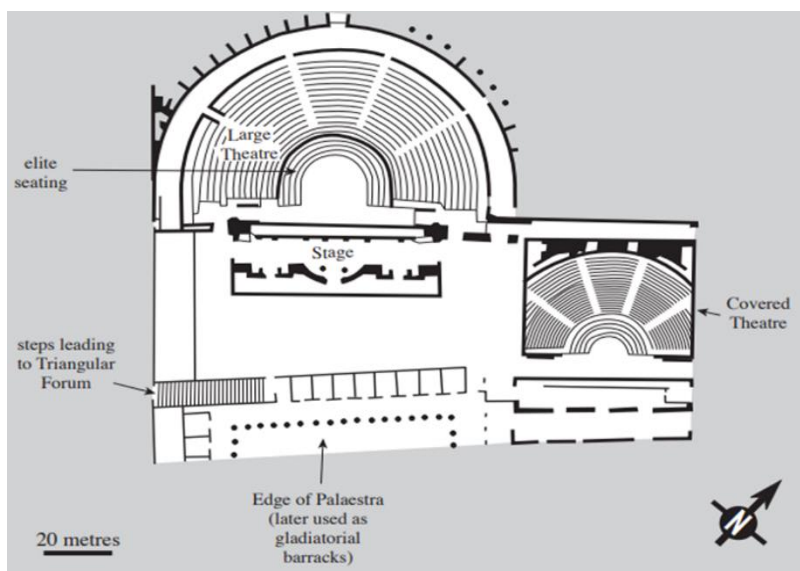 Large
Theatre
elite
seating
Stage
Covered
Theatre
steps leading
to Triangular
Forum
Edge of Palaestra
(later used as
gladiatorial
barracks)
20 metres
N